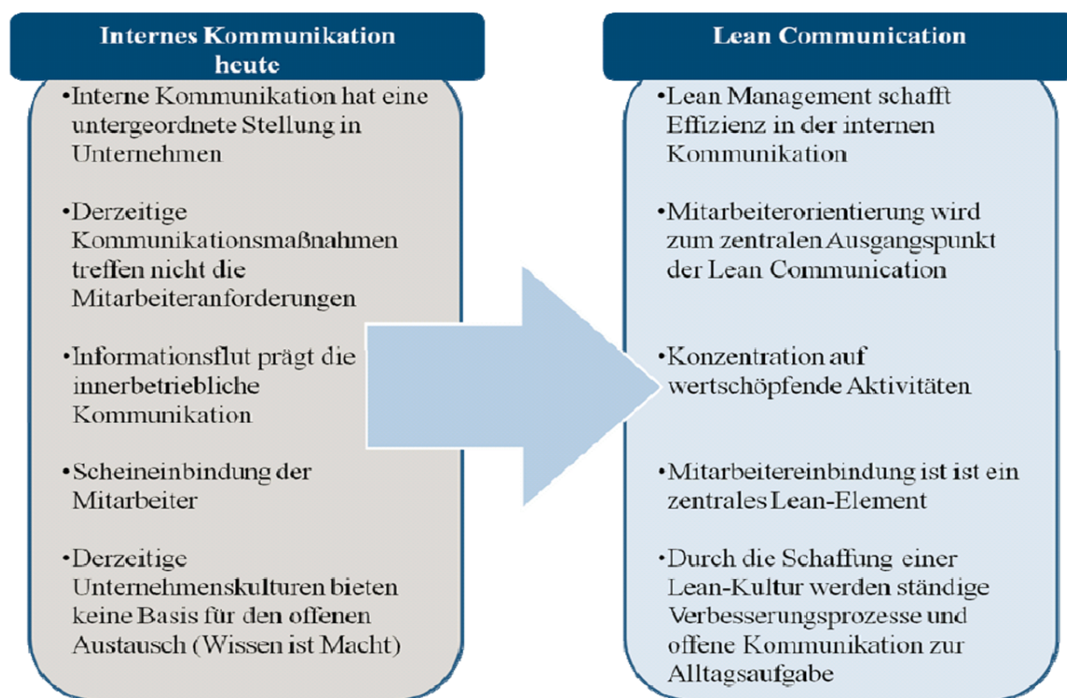 Internes Kommunikation
heute
•Interne Kommunikation hat eine
untergeordnete Stellung in
Unternehmen
•Derzeitige
Kommunikationsmaßnahmen
treffen nicht die
Mitarbeiteranforderungen
•Informationsflut prägt die
innerbetriebliche
Kommunikation
•Scheineinbindung der
Mitarbeiter
•Derzeitige
Unternehmenskulturen bieten
keine Basis für den offenen
Austausch (Wissen ist Macht)
Lean Communication
•Lean Management schafft
Effizienz in der internen
Kommunikation
•Mitarbeiterorientierung wird
zum zentralen Ausgangspunkt
der Lean Communication
•Konzentration auf
wertschöpfende Aktivitäten
•Mitarbeitereinbindung ist ist ein
zentrales Lean-Element
•Durch die Schaffung einer
Lean-Kultur werden ständige
Verbesserungsprozesse und
offene Kommunikation zur
Alltagsaufgabe